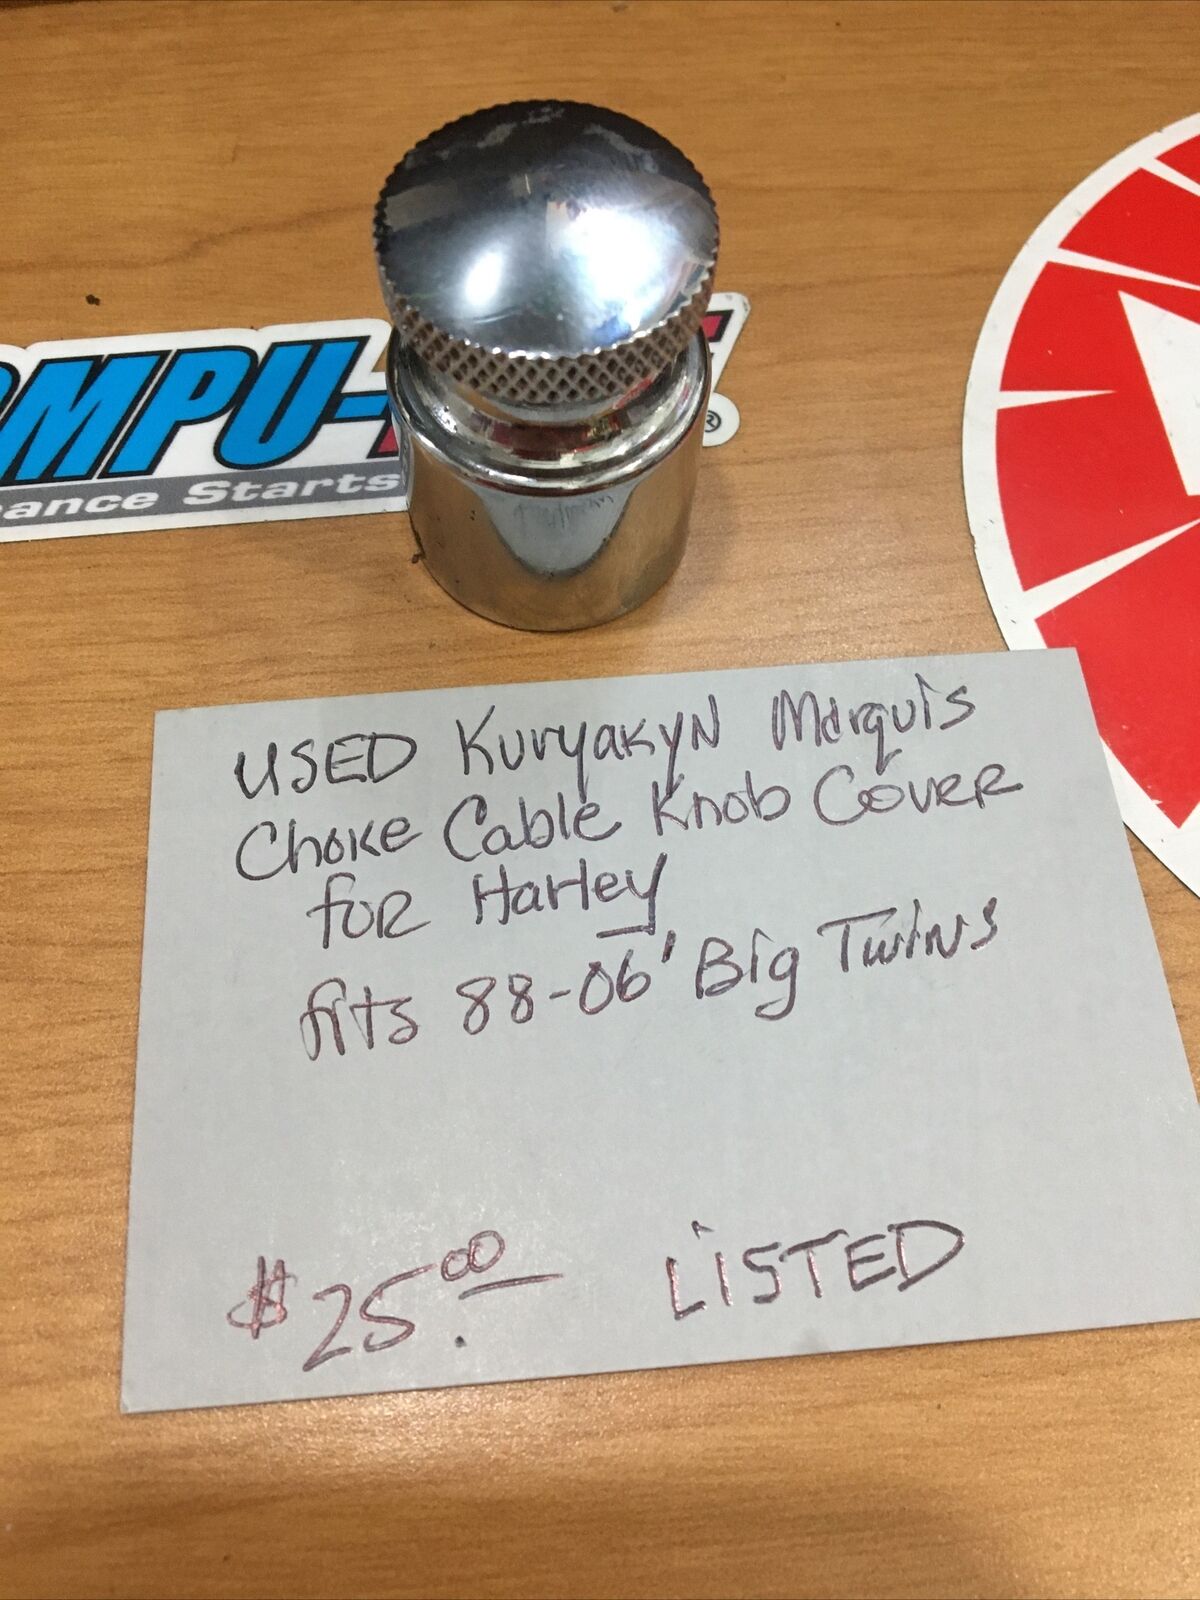 OMPU-
®
ance Starts
USED Kuryakyn Marquis
Choke Cable Knob Cover
for Harley
fits 88-06' Big Twins
$25.00 LISTED